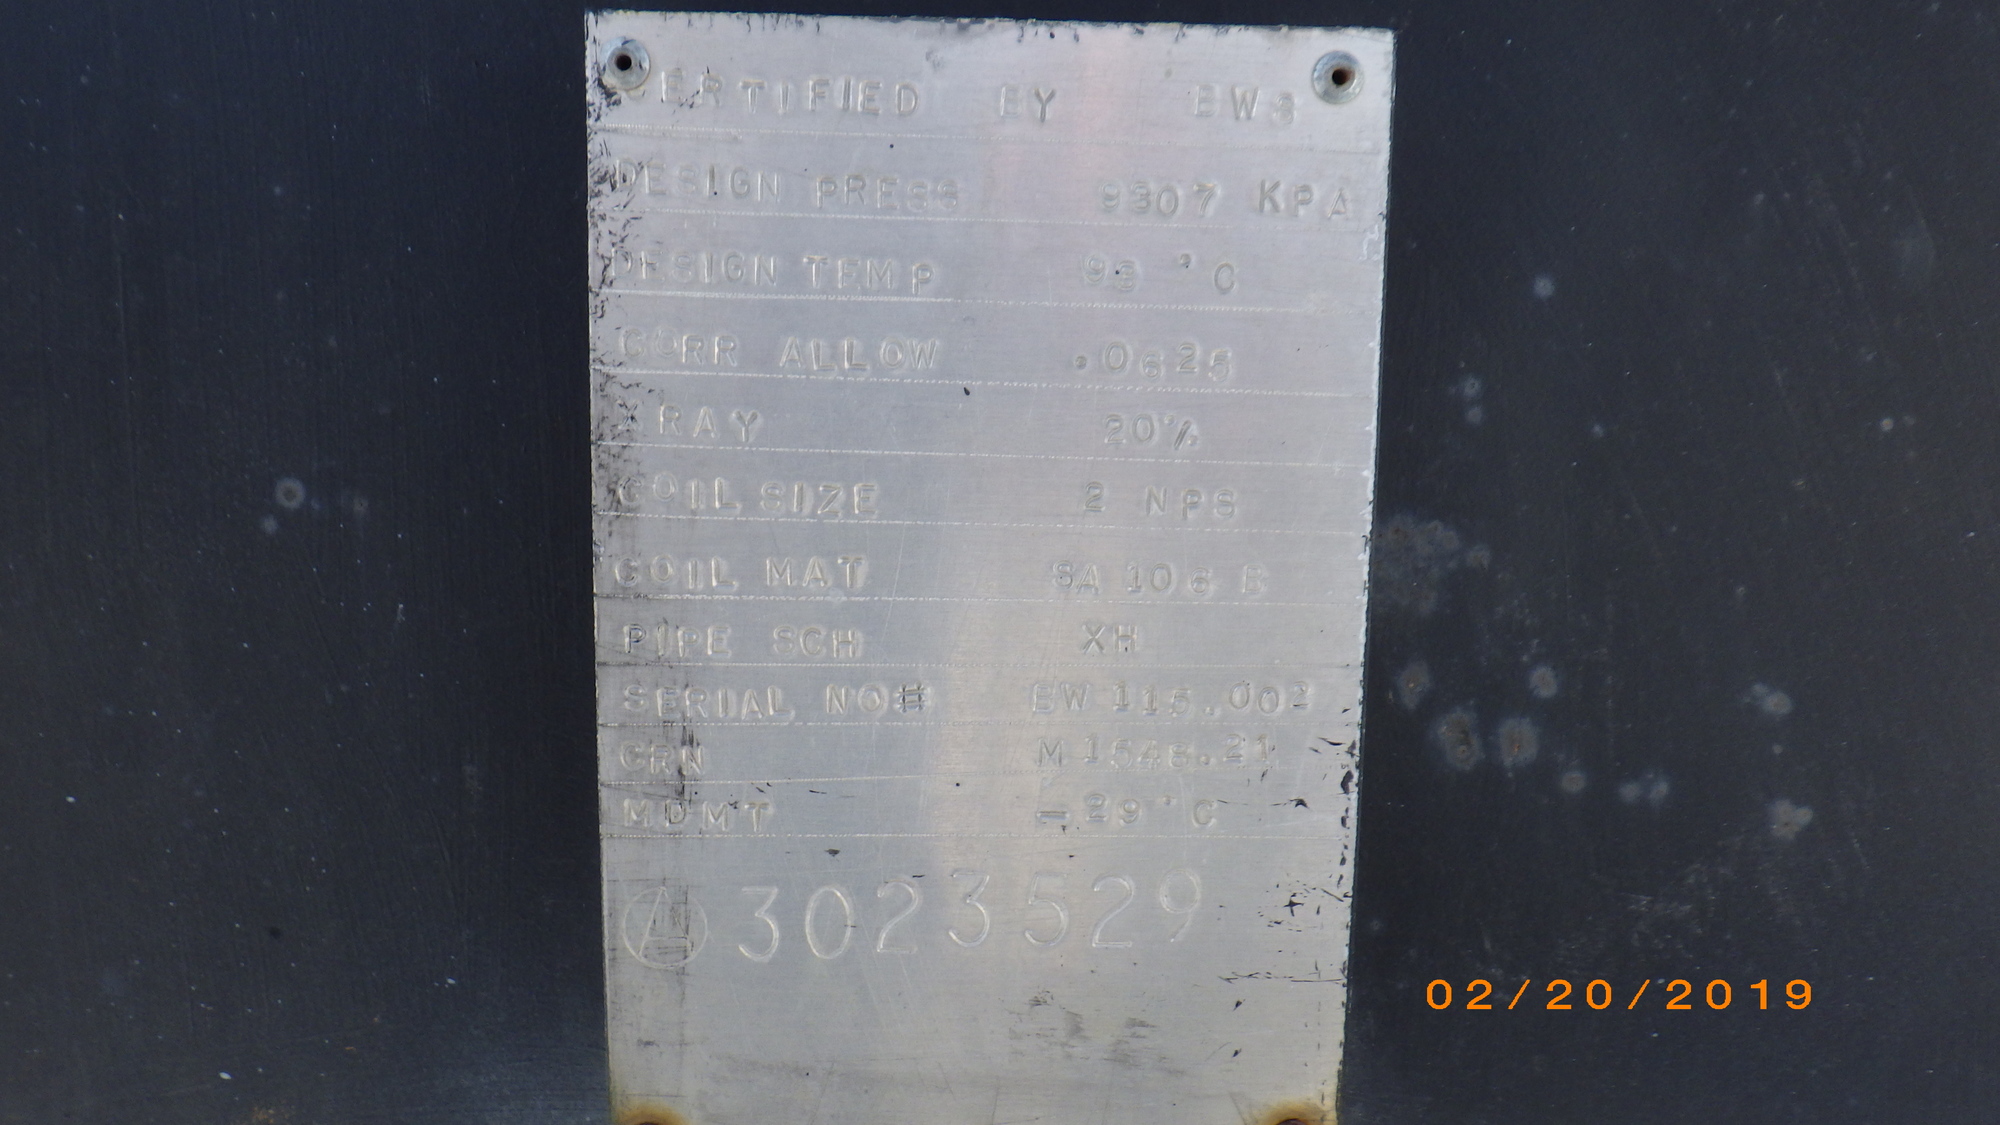 CERTIFIED BY BWS
DESIGN PRESS 9307 KPA
DESIGN TEMP 93 °C
CORR ALLOW .0625
X RAY 20%
COIL SIZE 2 NPS
COIL MAT SA 106 B
PIPE SCH XH
SERIAL NO# BW 115.002
CRN M 1548.21
MDMT -29 °C
A 3023529
02/20/2019